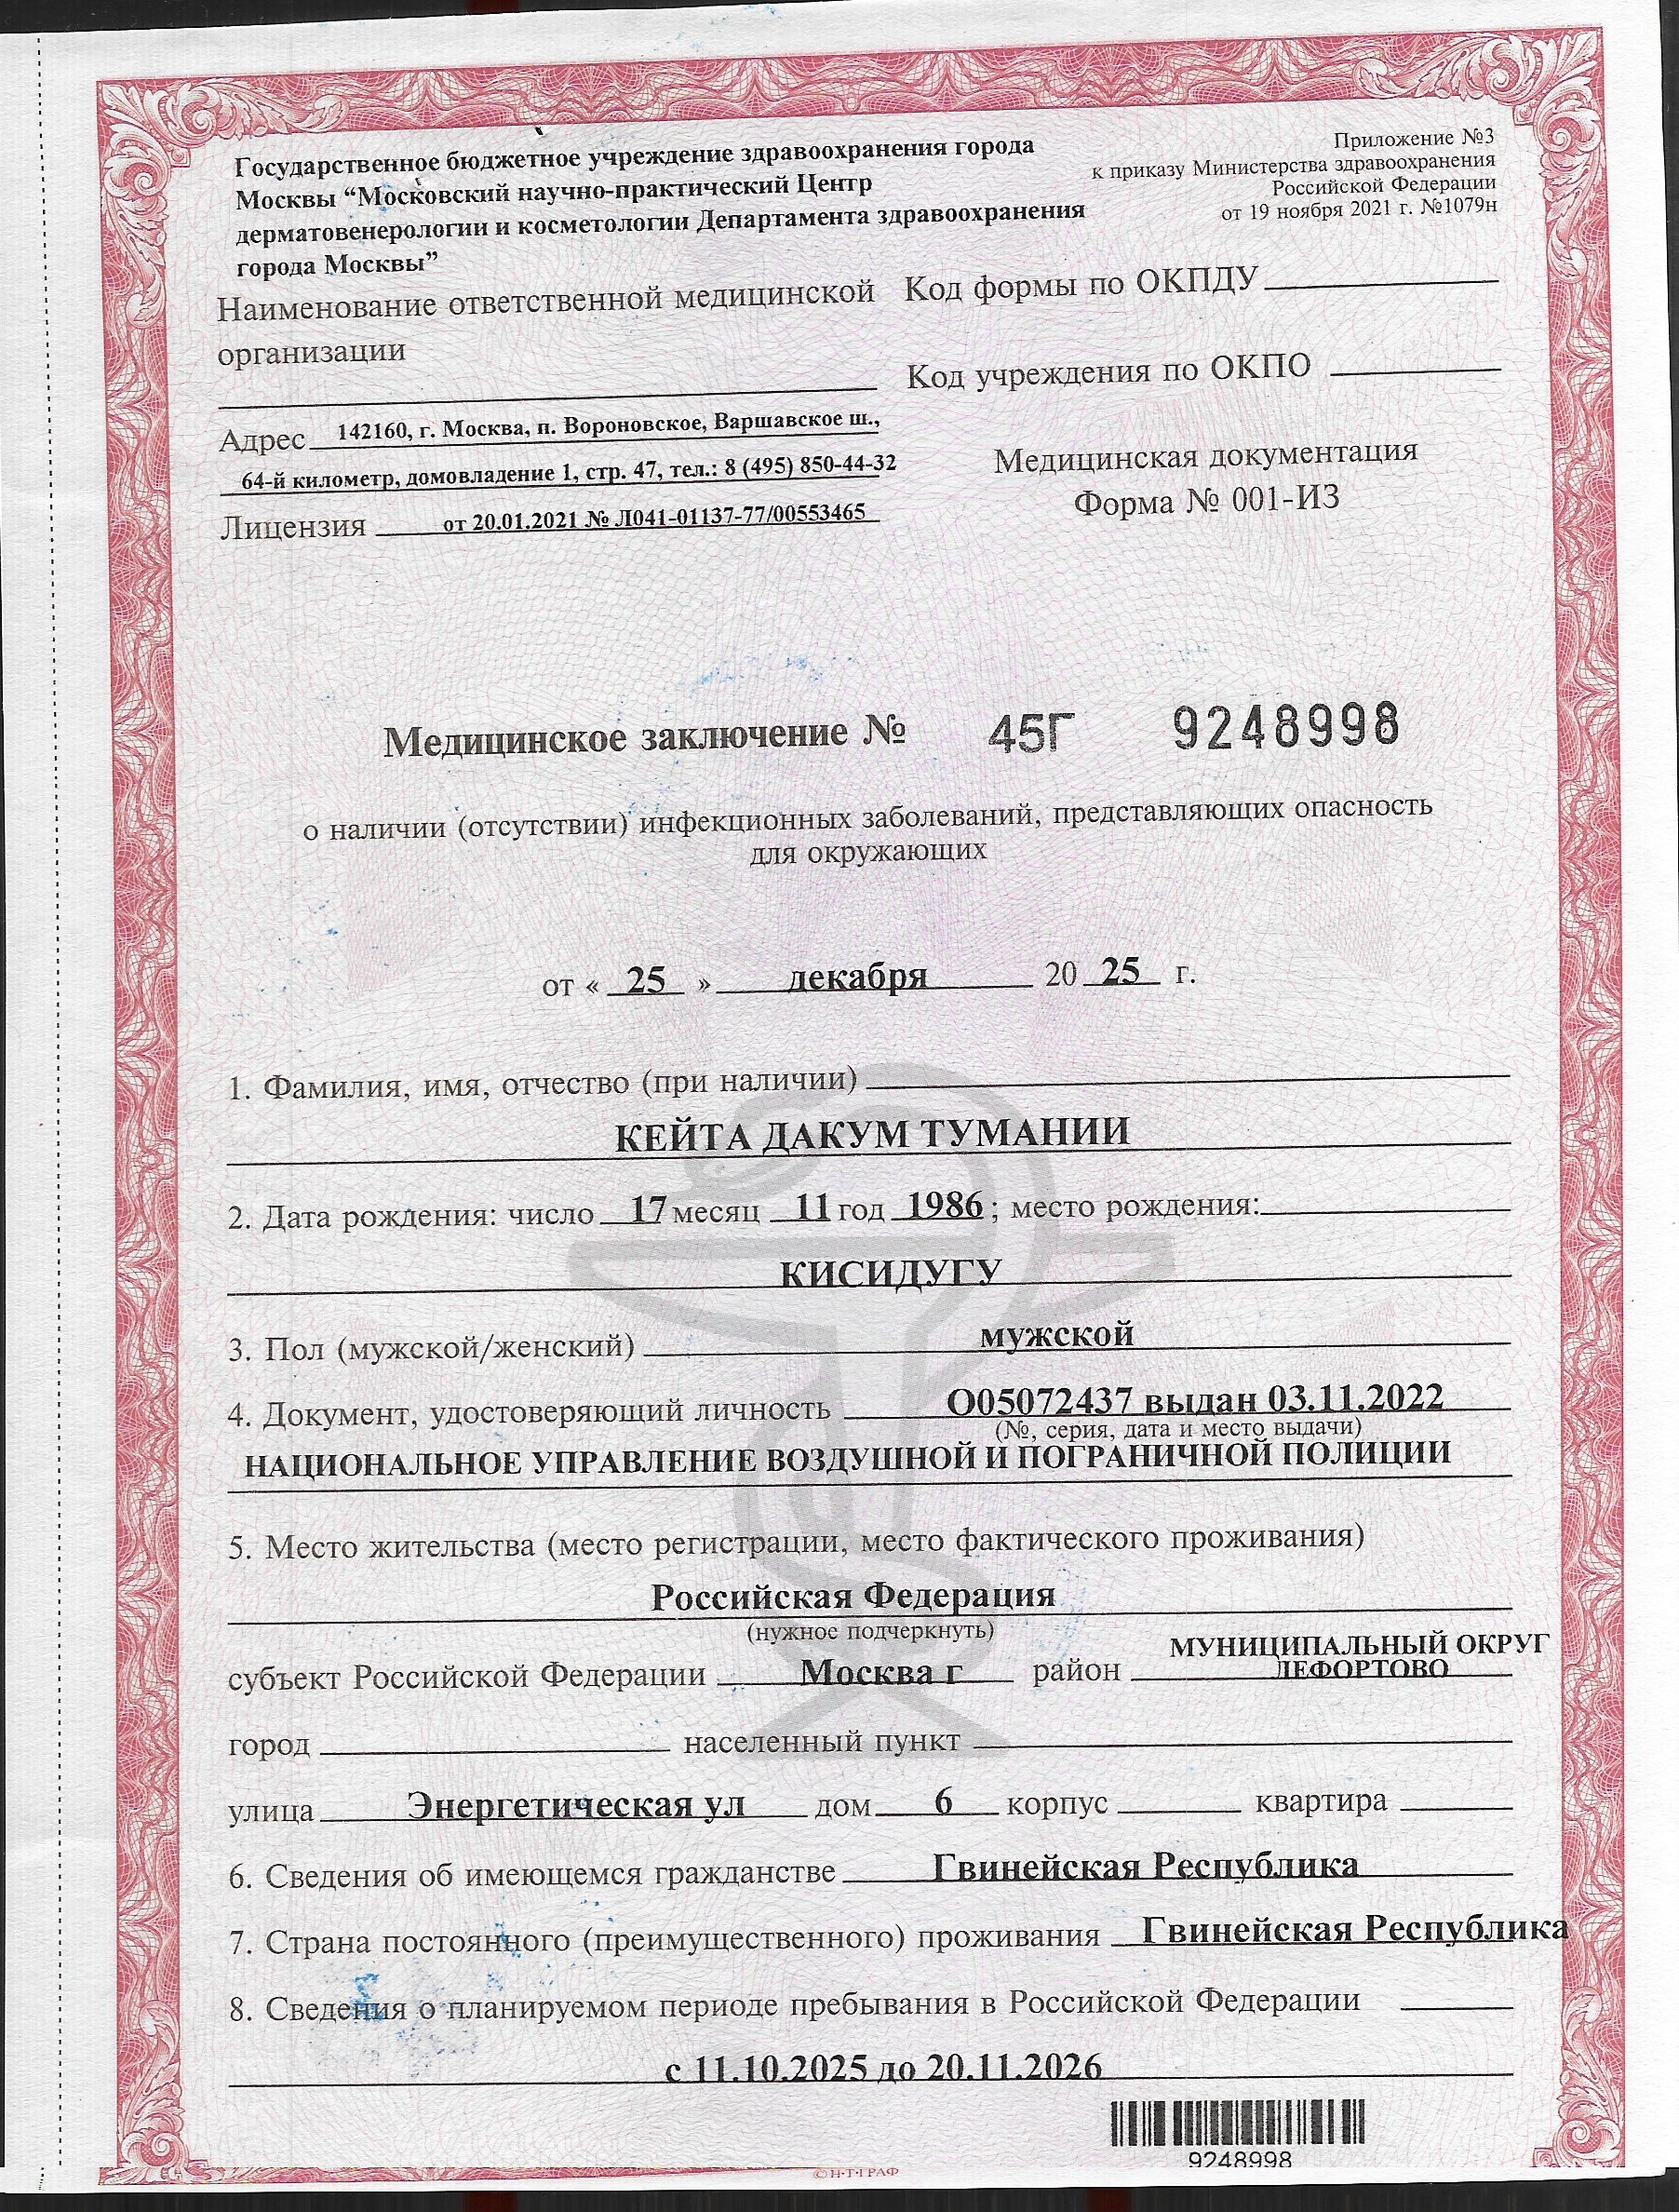 Государственное бюджетное учреждение здравоохранения города
Москвы “Московский научно-практический Центр
дерматовенерологии и косметологии Департамента здравоохранения
города Москвы”
Приложение №3
к приказу Министерства здравоохранения
Российской Федерации
от 19 ноября 2021 г. №1079н
Наименование ответственной медицинской
организации
Код формы по ОКПДУ
Код учреждения по ОКПО
Адрес 142160, г. Москва, п. Вороновское, Варшавское ш.,
64-й километр, домовладение 1, стр. 47, тел.: 8 (495) 850-44-32
Лицензия от 20.01.2021 № Л041-01137-77/00553465
Медицинская документация
Форма № 001-ИЗ
Медицинское заключение № 45Г 9248998
о наличии (отсутствии) инфекционных заболеваний, представляющих опасность
для окружающих
от « 25 » декабря 20 25 г.
1. Фамилия, имя, отчество (при наличии)
КЕЙТА ДАКУМ ТУМАНИИ
2. Дата рождения: число 17 месяц 11 год 1986 ; место рождения:
КИСИДУГУ
3. Пол (мужской/женский) мужской
4. Документ, удостоверяющий личность О05072437 выдан 03.11.2022
(№, серия, дата и место выдачи)
НАЦИОНАЛЬНОЕ УПРАВЛЕНИЕ ВОЗДУШНОЙ И ПОГРАНИЧНОЙ ПОЛИЦИИ
5. Место жительства (место регистрации, место фактического проживания)
Российская Федерация
(нужное подчеркнуть)
субъект Российской Федерации Москва г район МУНИЦИПАЛЬНЫЙ ОКРУГ
ЛЕФОРТОВО
город населенный пункт
улица Энергетическая ул дом 6 корпус квартира
6. Сведения об имеющемся гражданстве Гвинейская Республика
7. Страна постоянного (преимущественного) проживания Гвинейская Республика
8. Сведения о планируемом периоде пребывания в Российской Федерации
с 11.10.2025 до 20.11.2026
9248998
© Н·Т·ГРАФ